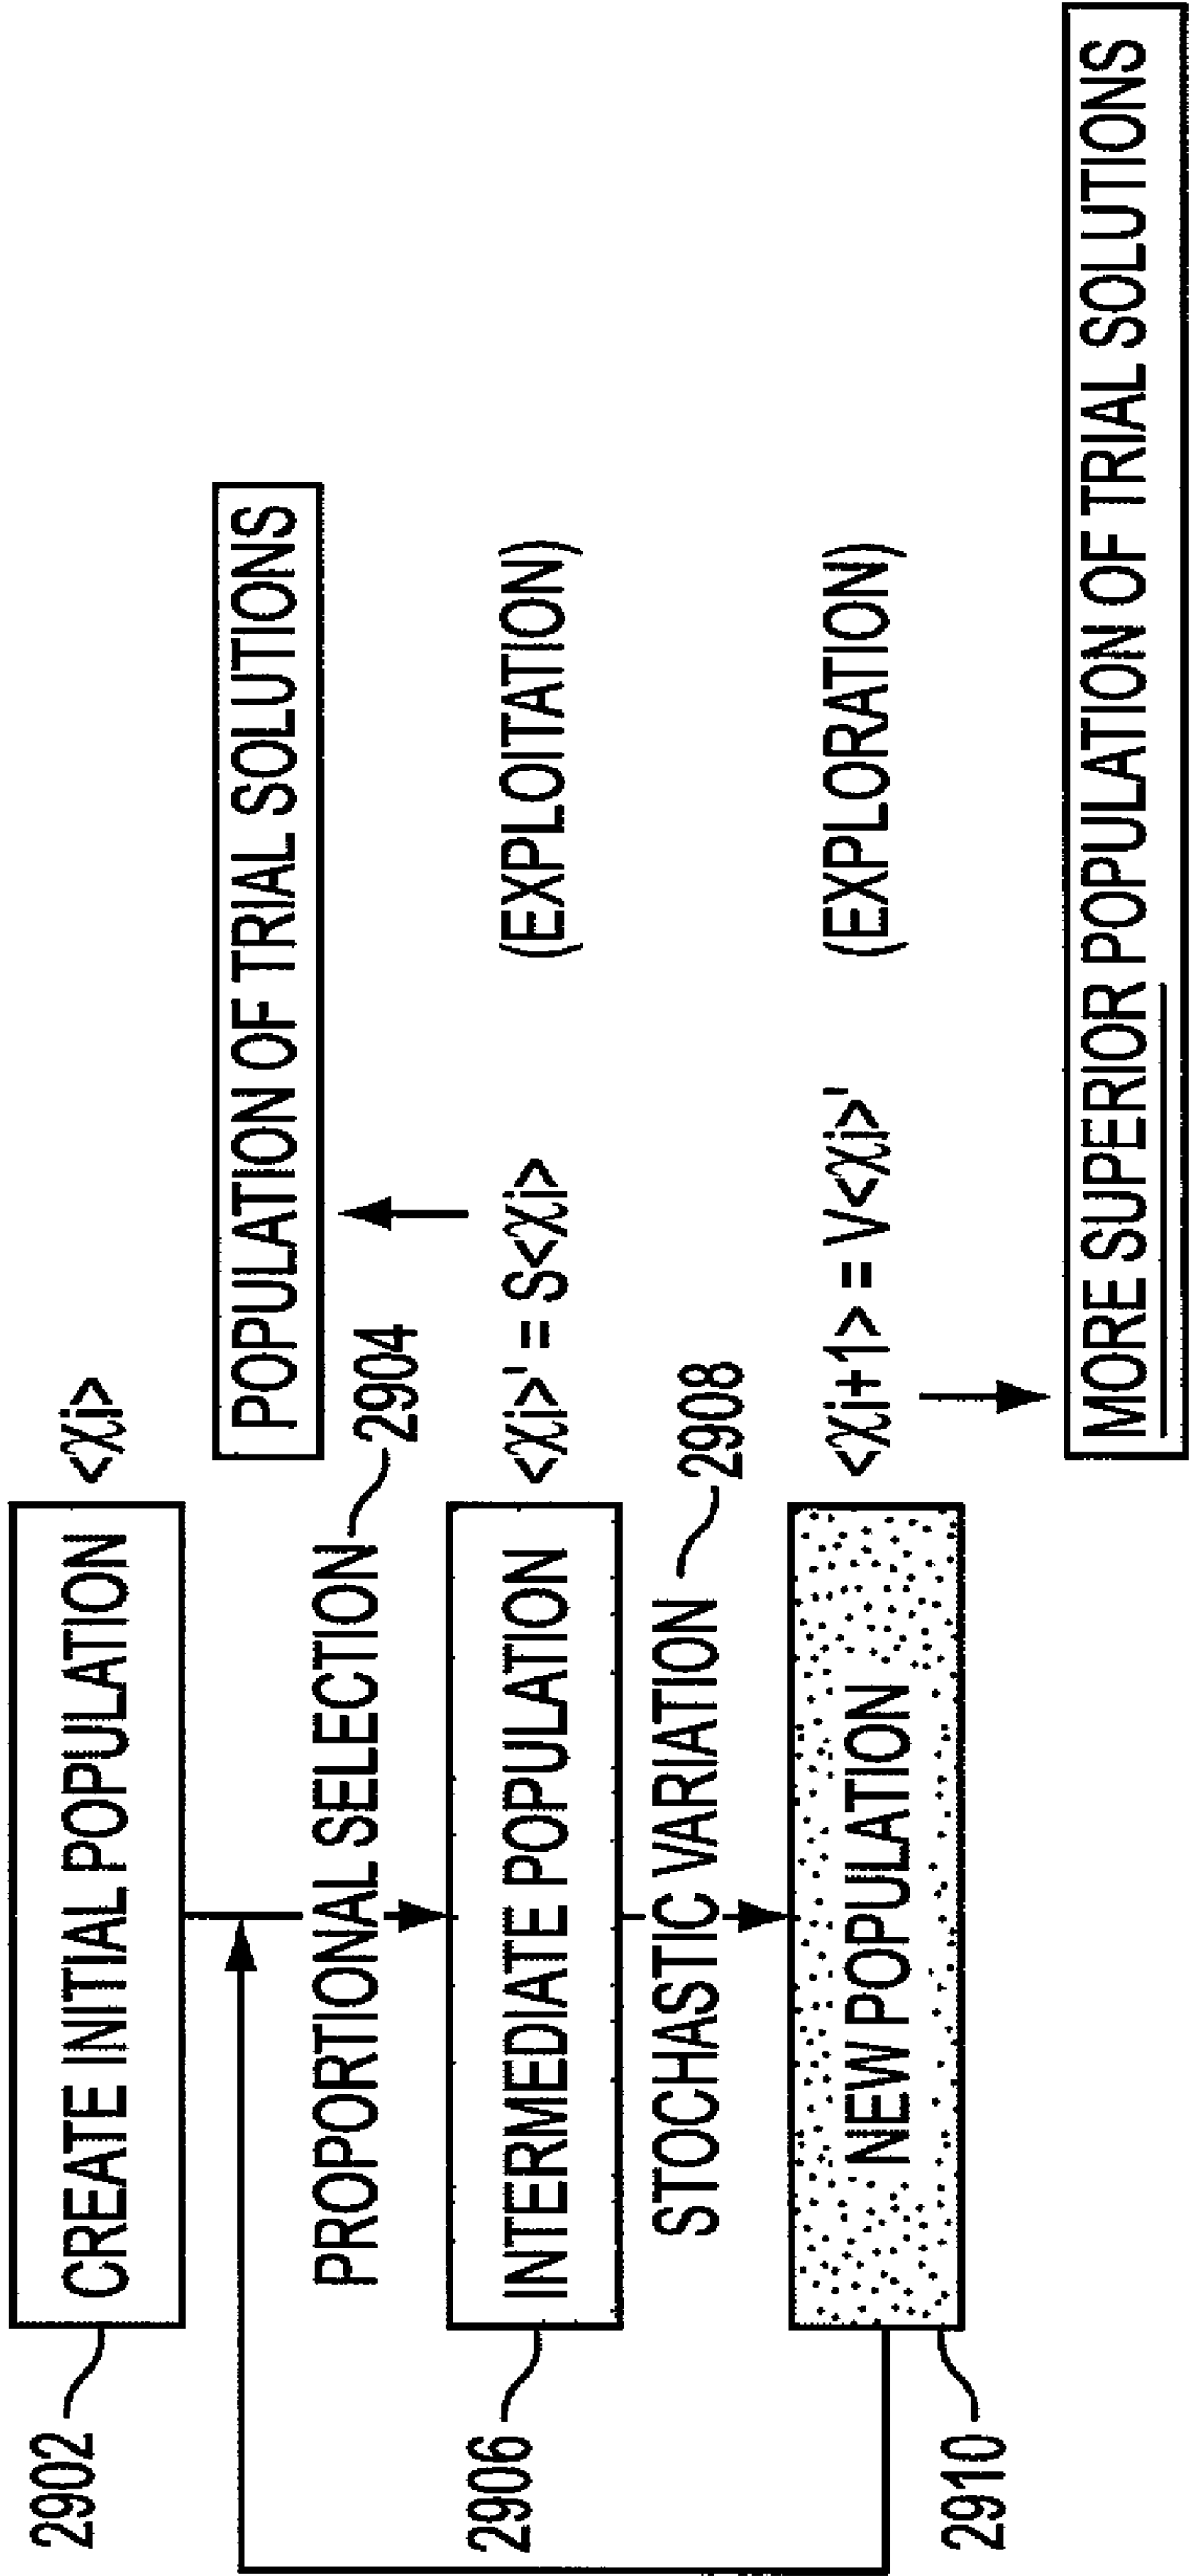 2902
CREATE INITIAL POPULATION
<χi>
POPULATION OF TRIAL SOLUTIONS
PROPORTIONAL SELECTION
2904
2906
INTERMEDIATE POPULATION
<χi>' = S<χi>
(EXPLOITATION)
STOCHASTIC VARIATION
2908
2910
NEW POPULATION
<χi+1> = V<χi>'
(EXPLORATION)
MORE SUPERIOR POPULATION OF TRIAL SOLUTIONS